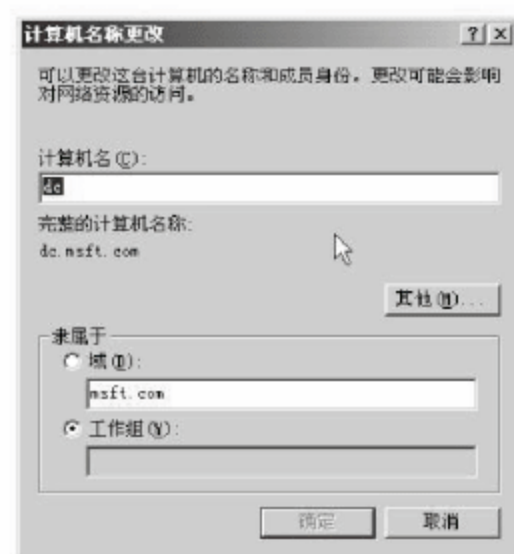 计算机名称更改
可以更改这台计算机的名称和成员身份。更改可能会影响
对网络资源的访问。
计算机名(C):
dc
完整的计算机名称:
dc.msft.com
其他(M)...
隶属于
域(D):
msft.com
工作组(W):
确定
取消